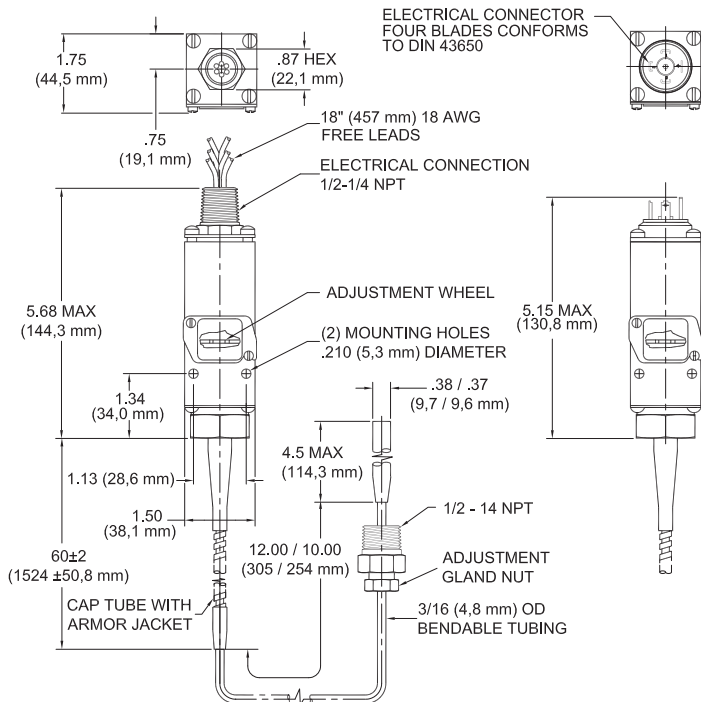 1.75
(44,5 mm)
.87 HEX
(22,1 mm)
.75
(19,1 mm)
ELECTRICAL CONNECTOR
FOUR BLADES CONFORMS
TO DIN 43650
18" (457 mm) 18 AWG
FREE LEADS
ELECTRICAL CONNECTION
1/2-1/4 NPT
5.68 MAX
(144,3 mm)
ADJUSTMENT WHEEL
(2) MOUNTING HOLES
.210 (5,3 mm) DIAMETER
5.15 MAX
(130,8 mm)
1.34
(34,0 mm)
.38 / .37
(9,7 / 9,6 mm)
4.5 MAX
(114,3 mm)
1.13 (28,6 mm)
1.50
(38,1 mm)
1/2 - 14 NPT
60±2
(1524 ±50,8 mm)
12.00 / 10.00
(305 / 254 mm)
ADJUSTMENT
GLAND NUT
CAP TUBE WITH
ARMOR JACKET
3/16 (4,8 mm) OD
BENDABLE TUBING